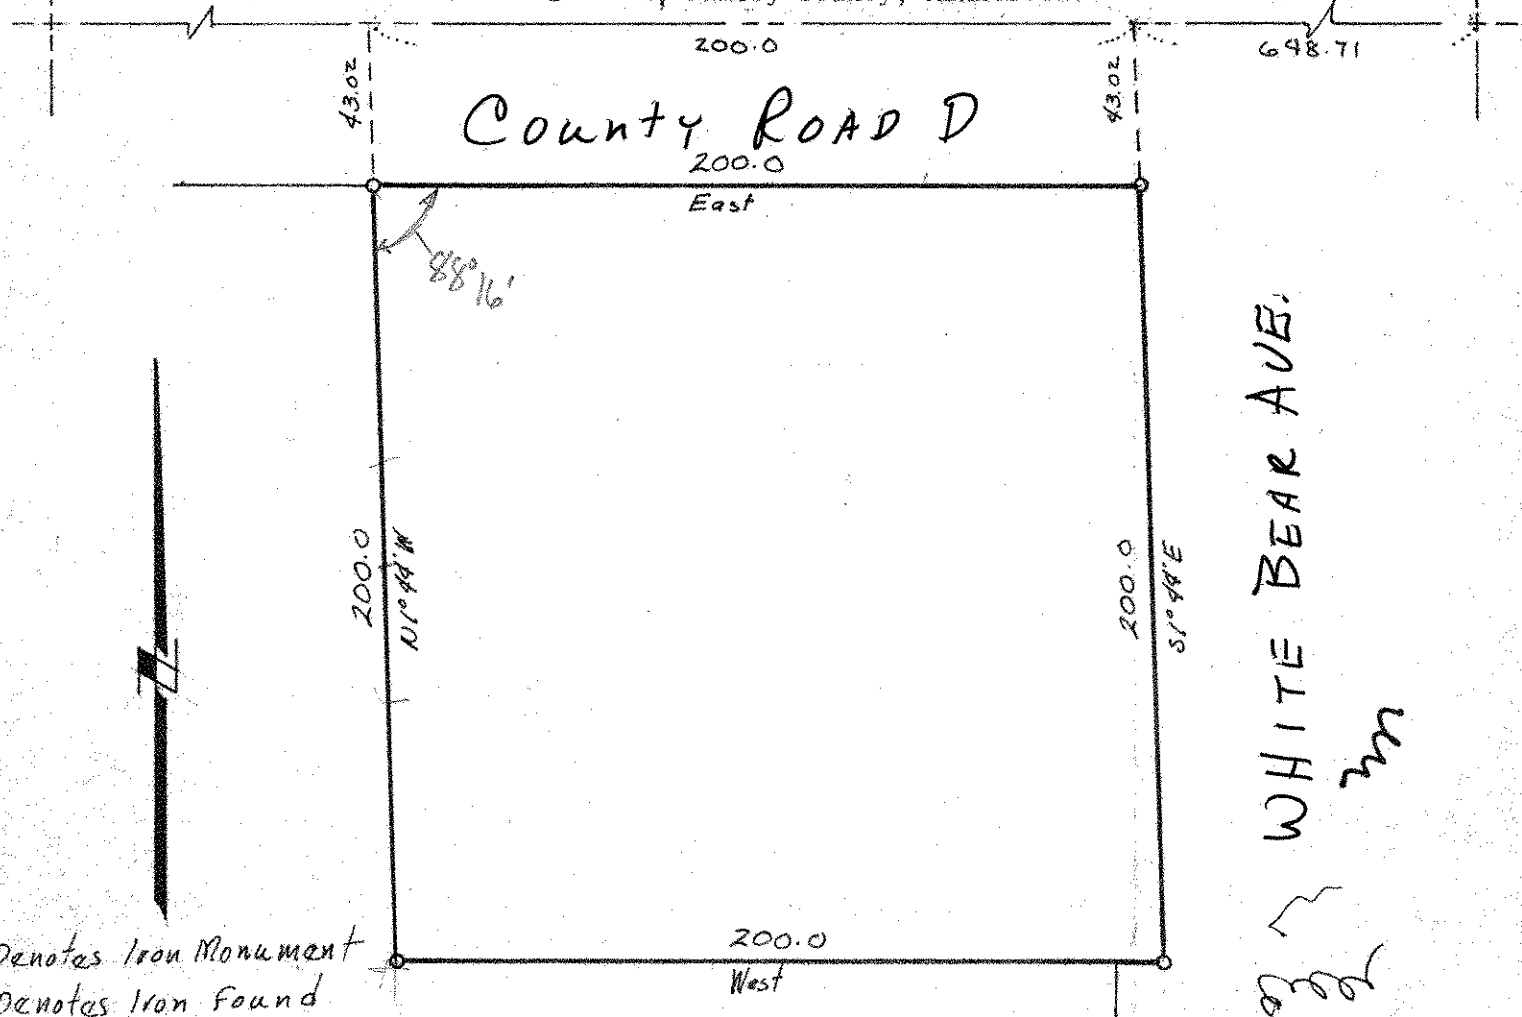 200.0
648.71
43.02
43.02
County ROAD D
200.0
East
88° 16'
200.0
N1° 44' W
200.0
S1° 44' E
WHITE BEAR AVE.
200.0
West
Denotes Iron Monument
Denotes Iron Found